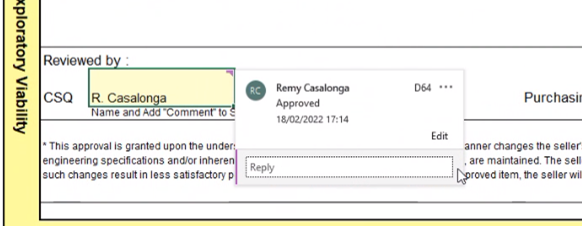 xploratory Viability
Reviewed by :
CSQ
R. Casalonga
Name and Add "Comment" to S
Purchasin
RC
Remy Casalonga
D64 ...
Approved
18/02/2022 17:14
Edit
Reply
* This approval is granted upon the unders
anner changes the seller'
engineering specifications and/or inheren
, are maintained. The sell
such changes result in less satisfactory p
proved item, the seller wil